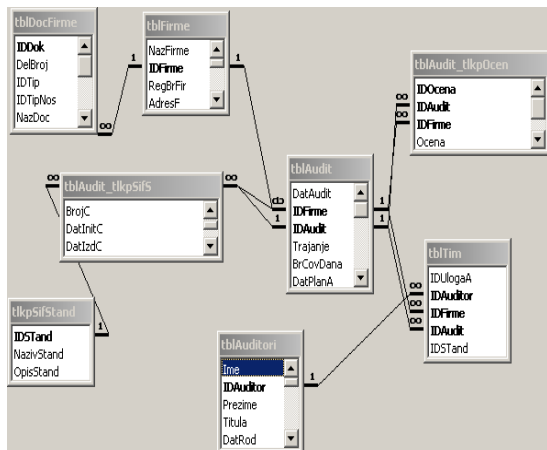 tblDocFirme
IDDok
DelBroj
IDTip
IDTipNos
NazDoc
tblFirme
NazFirme
IDFirme
RegBrFir
AdresF
tblAudit_tlkpOcen
IDOcena
IDAudit
IDFirme
Ocena
tblAudit_tlkpSifS
BrojC
DatInitC
DatIzdC
tblAudit
DatAudit
IDFirme
IDAudit
Trajanje
BrCovDana
DatPlanA
tblTim
IDUlogaA
IDAuditor
IDFirme
IDAudit
IDSTand
tlkpSifStand
IDSTand
NazivStand
OpisStand
tblAuditori
Ime
IDAuditor
Prezime
Titula
DatRod
1
1
∞
∞
∞
1
1
1
1
∞
∞
∞
∞
∞
1
1